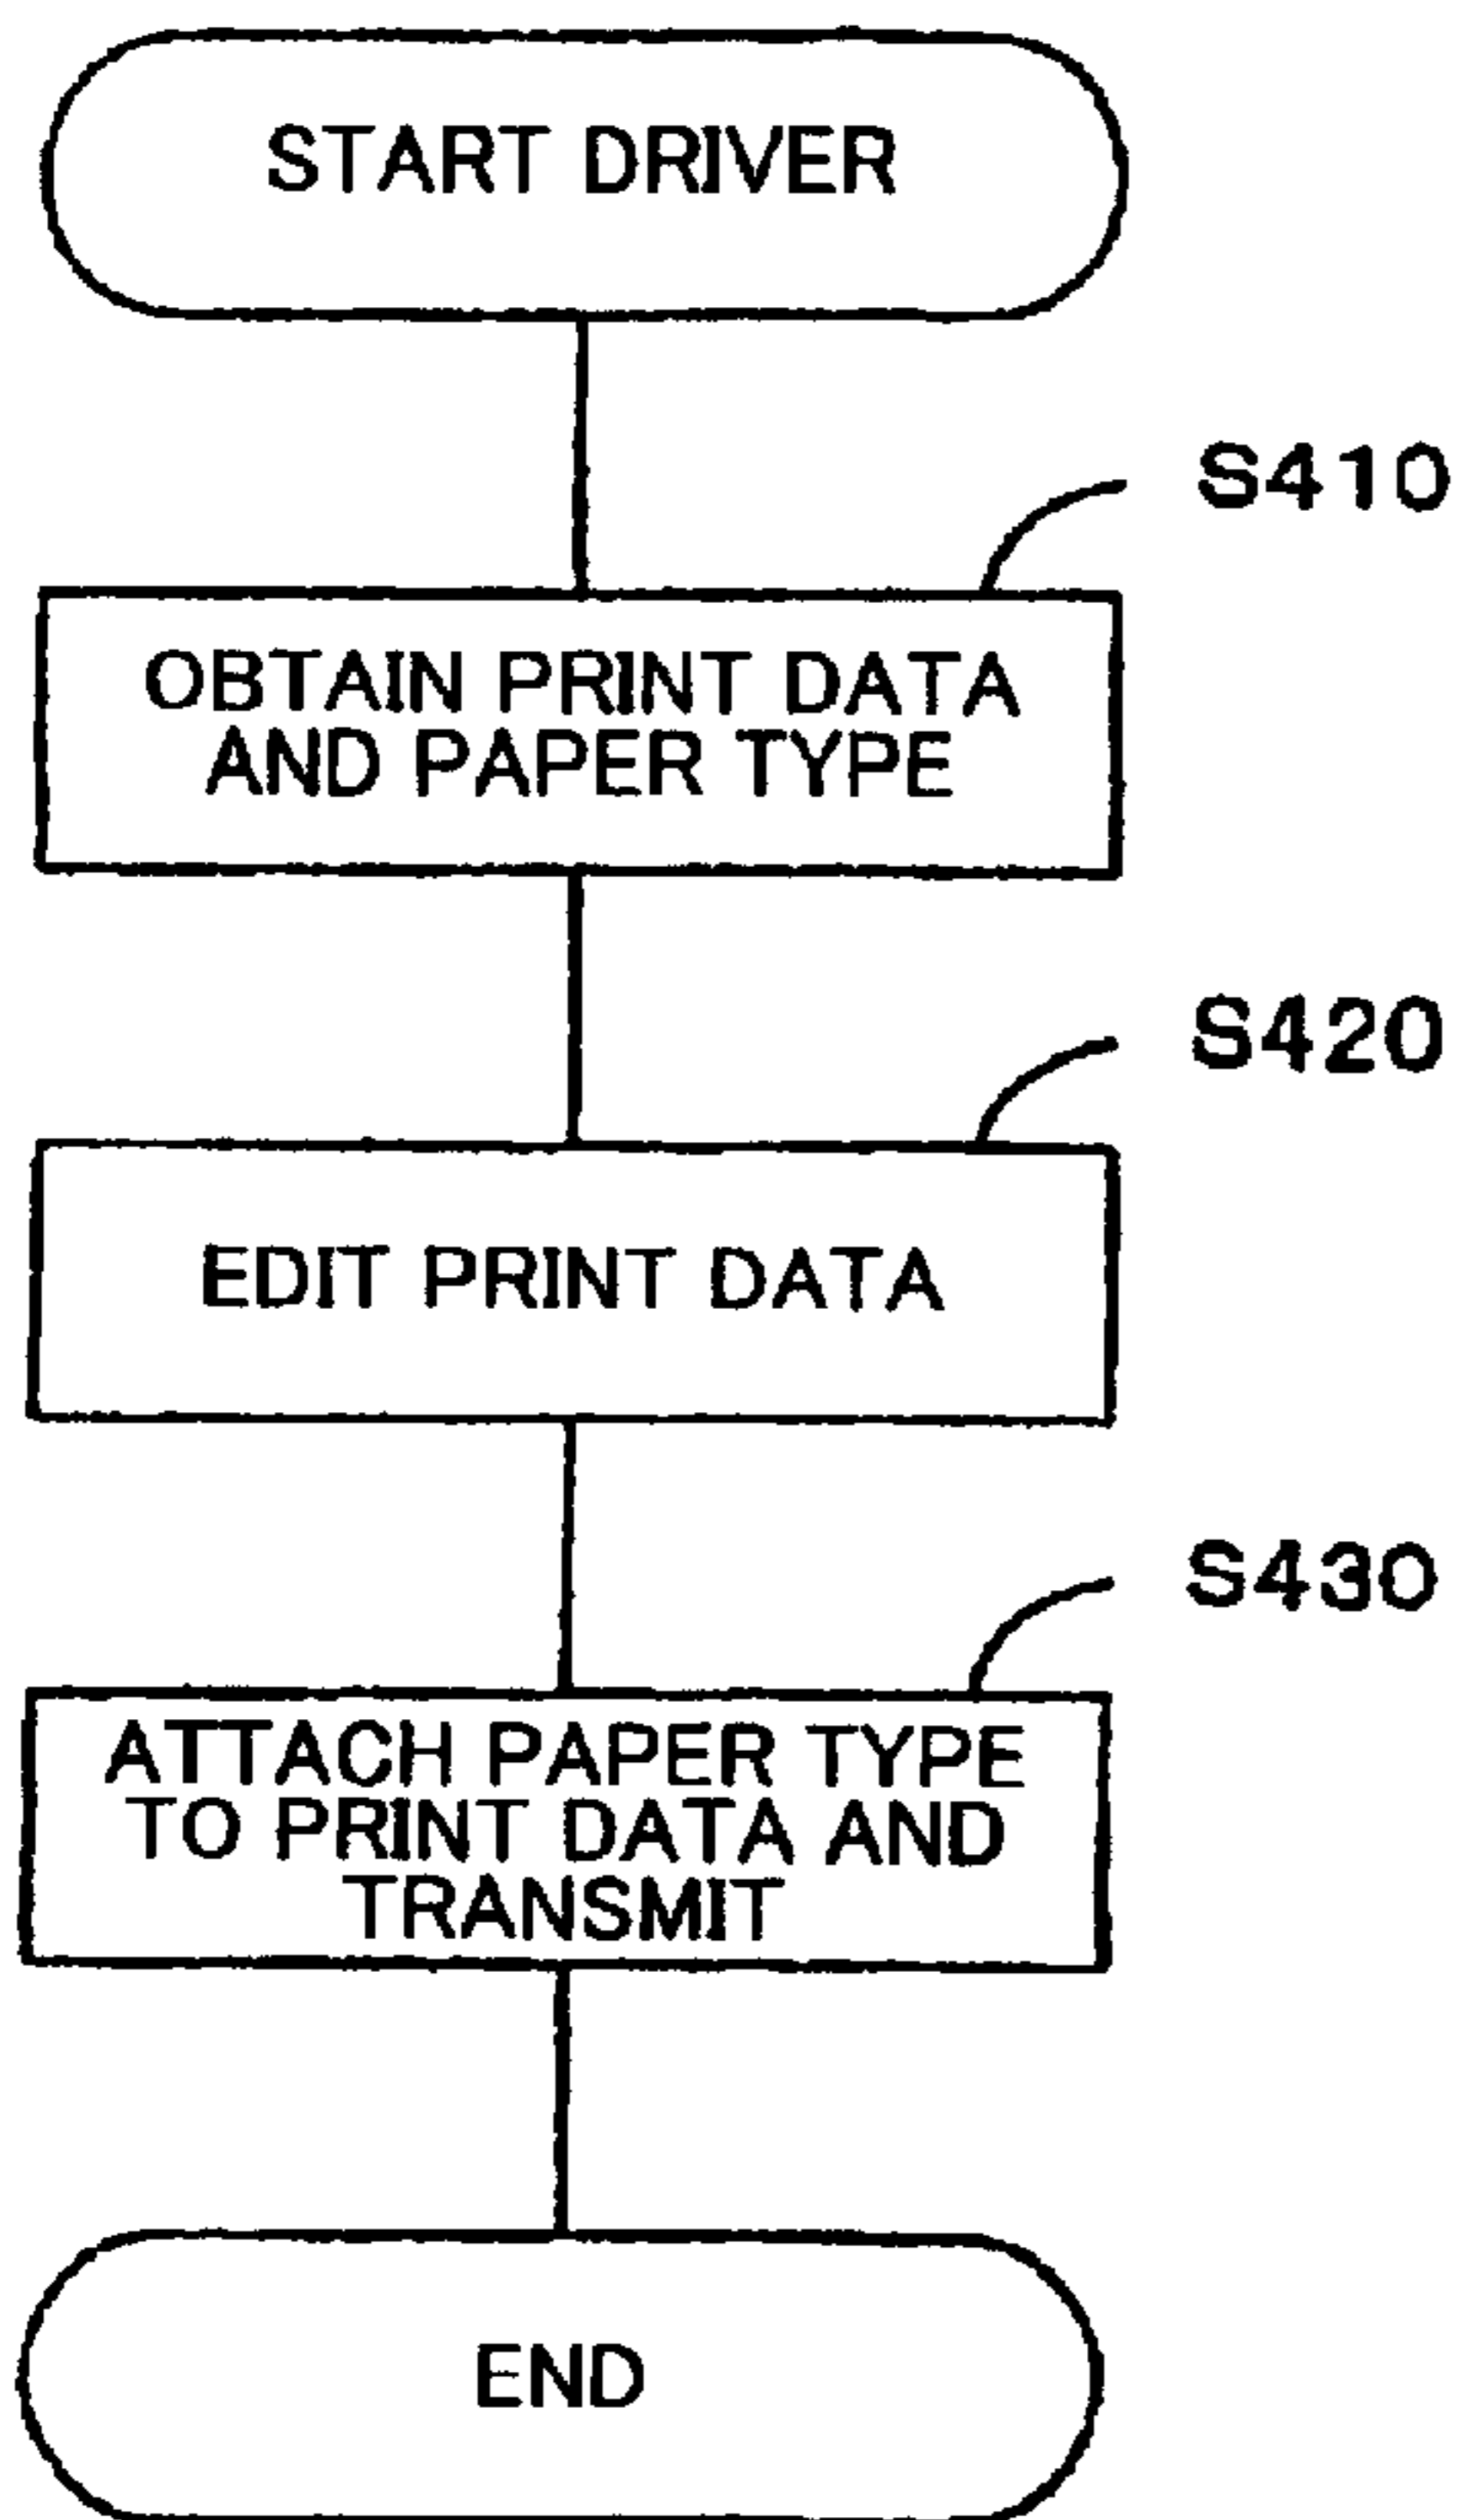 START DRIVER
S410
OBTAIN PRINT DATA
AND PAPER TYPE
S420
EDIT PRINT DATA
S430
ATTACH PAPER TYPE
TO PRINT DATA AND
TRANSMIT
END